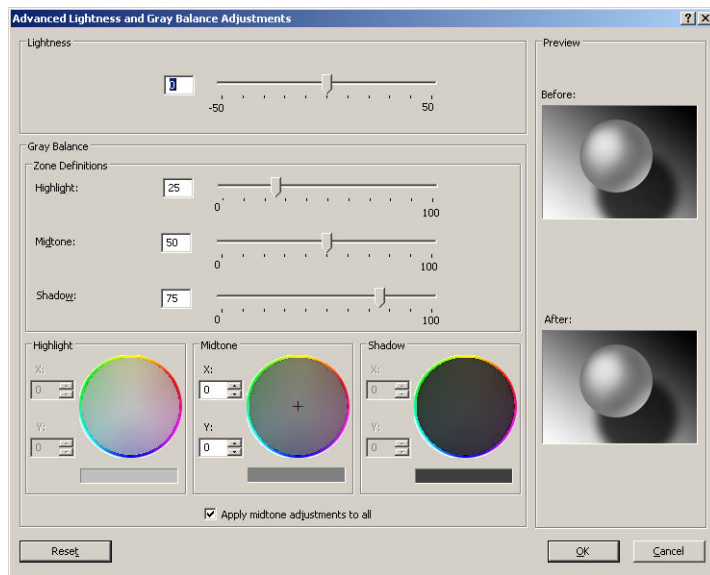 Advanced Lightness and Gray Balance Adjustments
Lightness
0
-50 50
Gray Balance
Zone Definitions
Highlight: 25
0 100
Midtone: 50
0 100
Shadow: 75
0 100
Highlight
X:
0
Y:
0
Midtone
X:
0
Y:
0
Shadow
X:
0
Y:
0
Apply midtone adjustments to all
Preview
Before:
After:
Reset
OK
Cancel